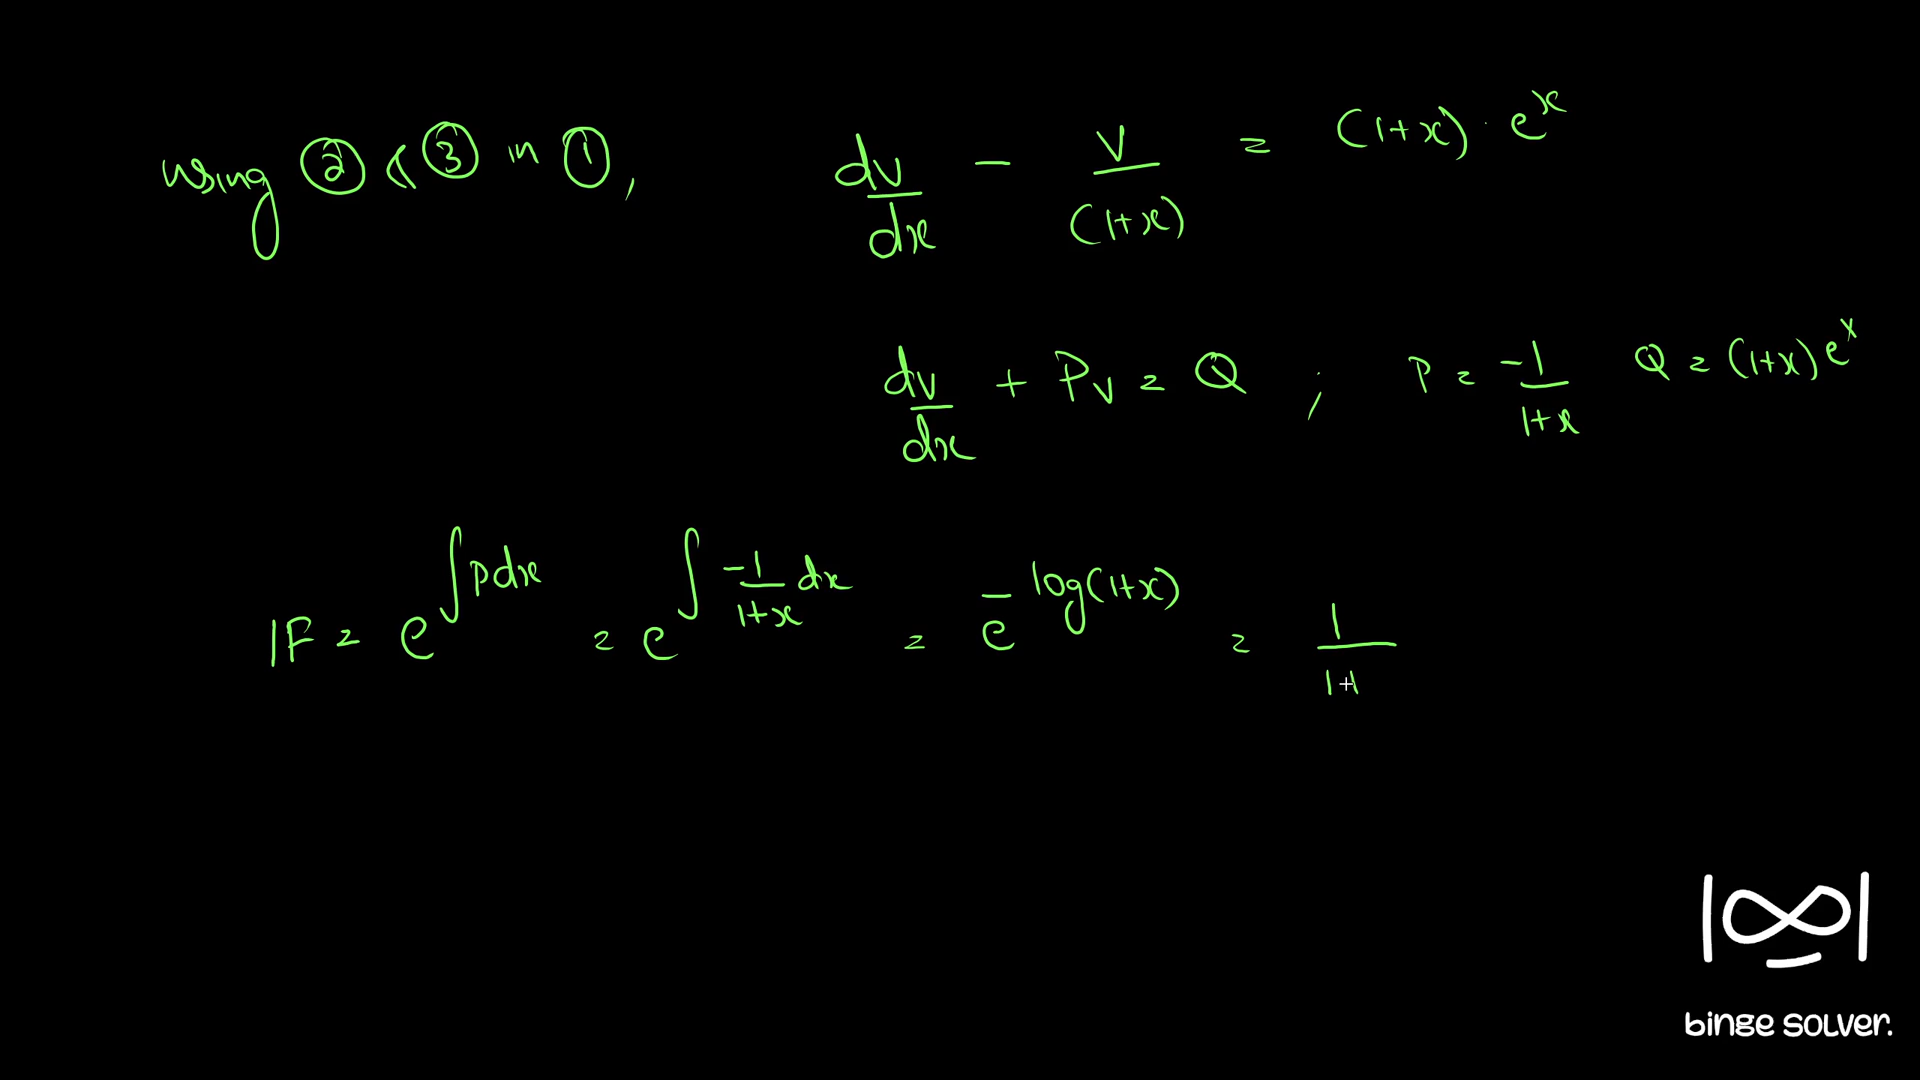 Using ② & ③ in ①, dv/dx - v/(1+x) = (1+x) · e^x
dv/dx + Pv = Q ; P = -1/1+x Q = (1+x) e^x
IF = e^∫Pdx = e^∫ -1/1+x dx = e^- log(1+x) = 1/1+
binge solver.